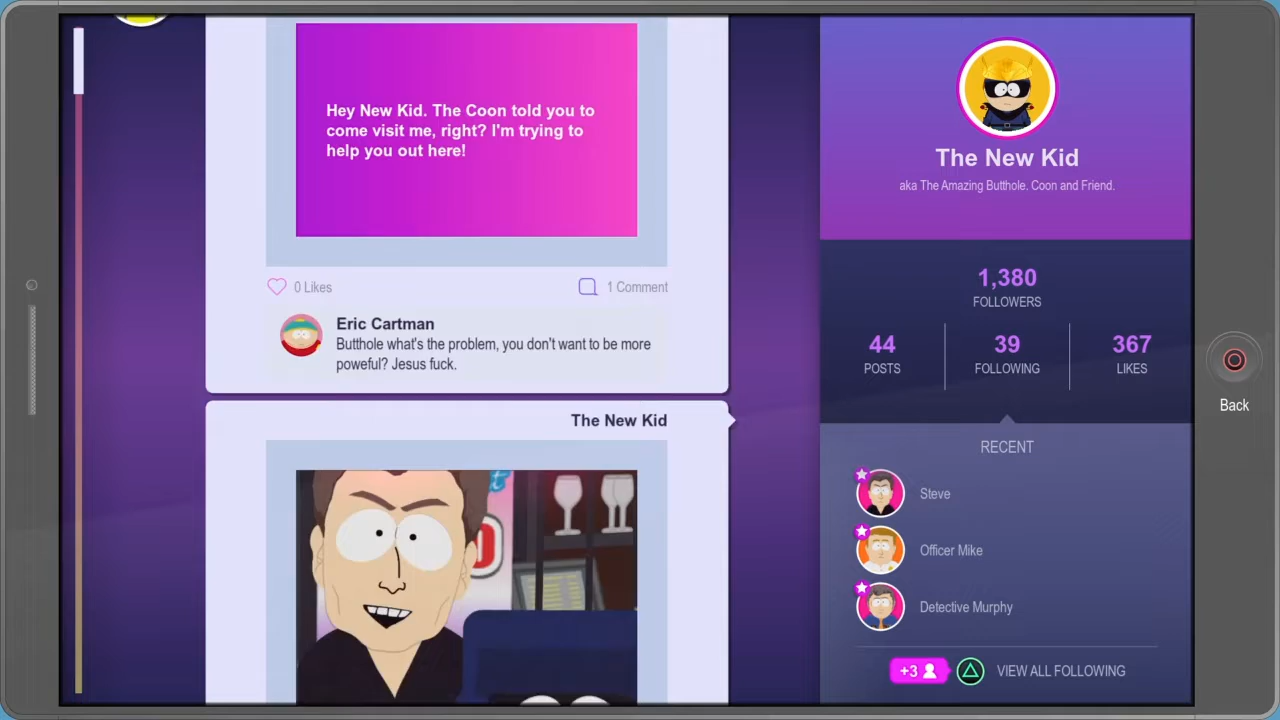 Hey New Kid. The Coon told you to
come visit me, right? I'm trying to
help you out here!
0 Likes
1 Comment
Eric Cartman
Butthole what's the problem, you don't want to be more
powerful? Jesus fuck.
The New Kid
The New Kid
aka The Amazing Butthole. Coon and Friend.
1,380
FOLLOWERS
44
POSTS
39
FOLLOWING
367
LIKES
RECENT
Steve
Officer Mike
Detective Murphy
+3
VIEW ALL FOLLOWING
Back